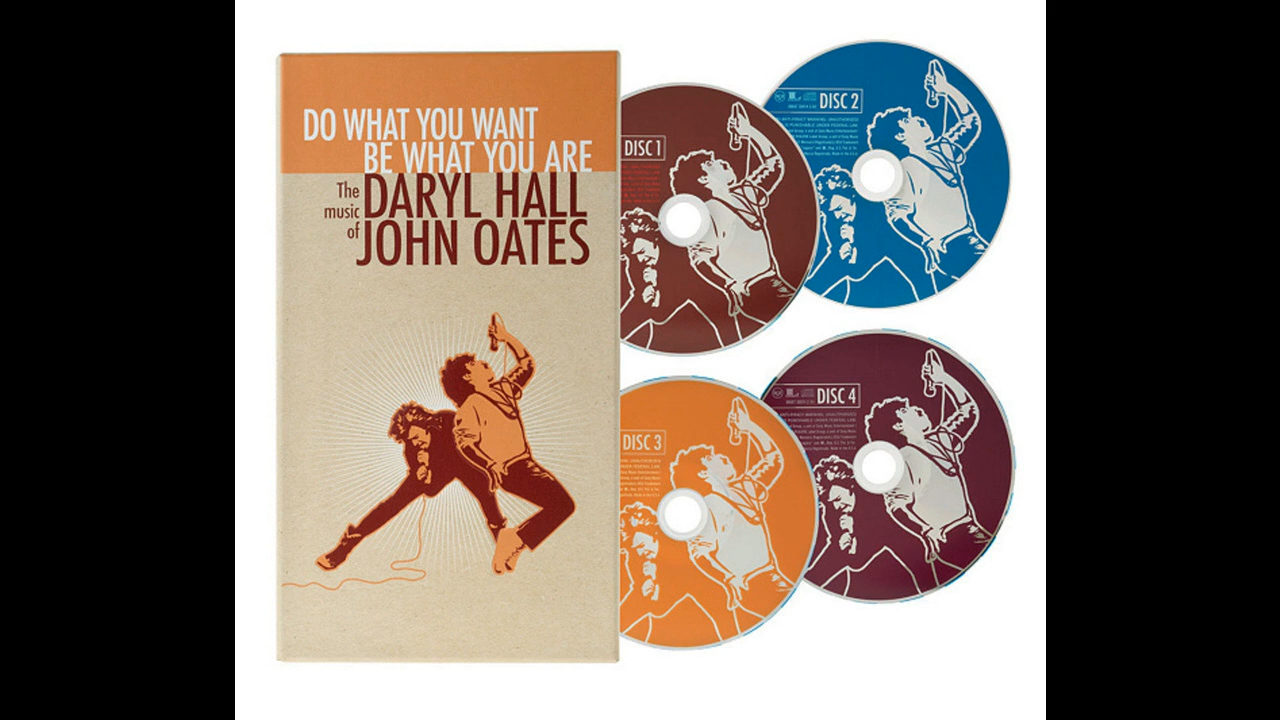 DO WHAT YOU WANT
BE WHAT YOU ARE
The
music
of
DARYL HALL
JOHN OATES
DISC 1
DISC 2
DISC 3
DISC 4